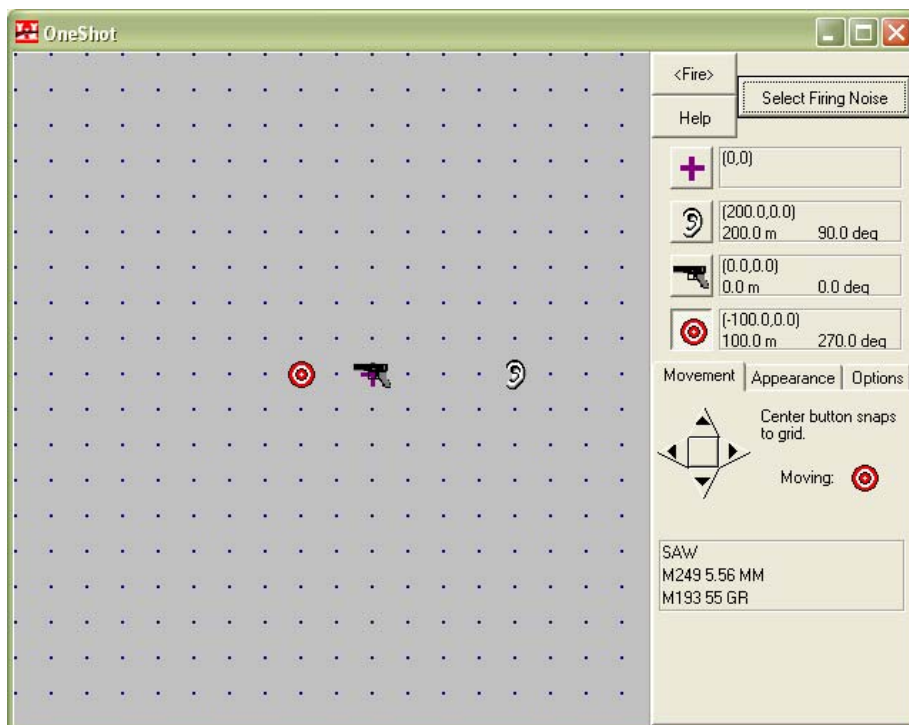 OneShot
<Fire>
Select Firing Noise
Help
(0,0)
(200.0,0.0)
200.0 m 90.0 deg
(0.0,0.0)
0.0 m 0.0 deg
(-100.0,0.0)
100.0 m 270.0 deg
Movement Appearance Options
Center button snaps
to grid.
Moving:
SAW
M249 5.56 MM
M193 55 GR